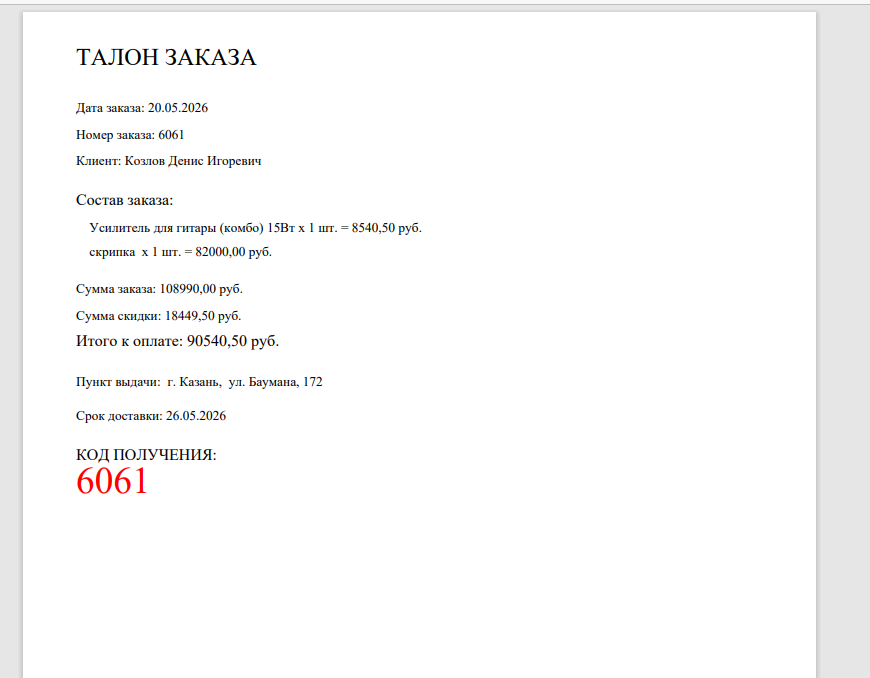 ТАЛОН ЗАКАЗА
Дата заказа: 20.05.2026
Номер заказа: 6061
Клиент: Козлов Денис Игоревич
Состав заказа:
Усилитель для гитары (комбо) 15Вт x 1 шт. = 8540,50 руб.
скрипка  x 1 шт. = 82000,00 руб.
Сумма заказа: 108990,00 руб.
Сумма скидки: 18449,50 руб.
Итого к оплате: 90540,50 руб.
Пункт выдачи:  г. Казань,  ул. Баумана, 172
Срок доставки: 26.05.2026
КОД ПОЛУЧЕНИЯ:
6061